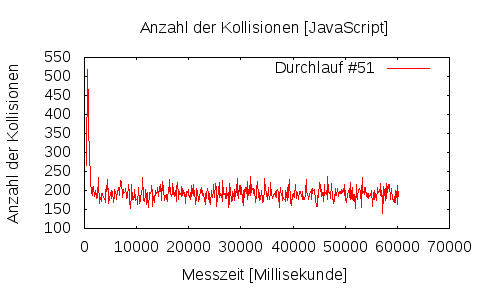 Anzahl der Kollisionen [JavaScript]
Durchlauf #51
Anzahl der Kollisionen
550
500
450
400
350
300
250
200
150
100
0 10000 20000 30000 40000 50000 60000 70000
Messzeit [Millisekunde]